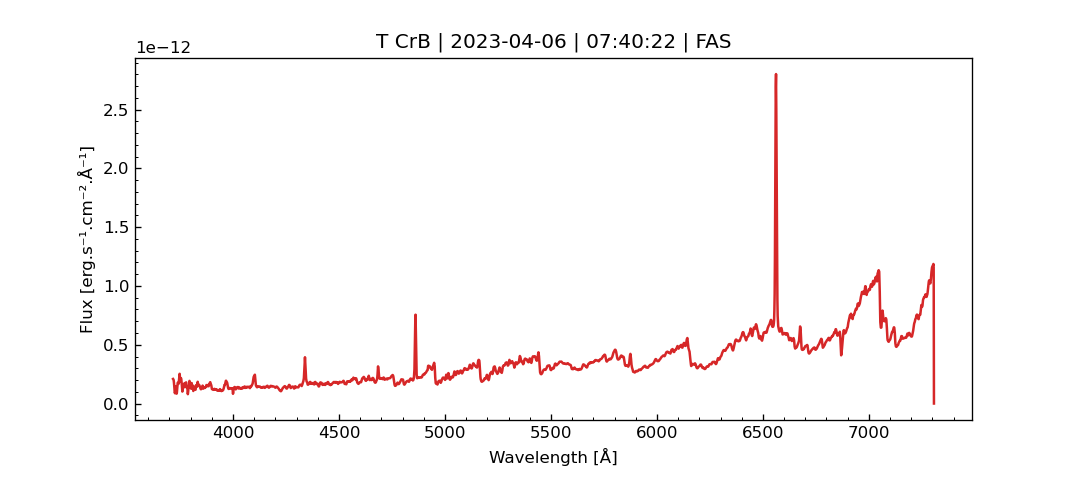 T CrB | 2023-04-06 | 07:40:22 | FAS
1e−12
2.5
2.0
1.5
1.0
0.5
0.0
Flux [erg.s⁻¹.cm⁻².Å⁻¹]
4000 4500 5000 5500 6000 6500 7000
Wavelength [Å]